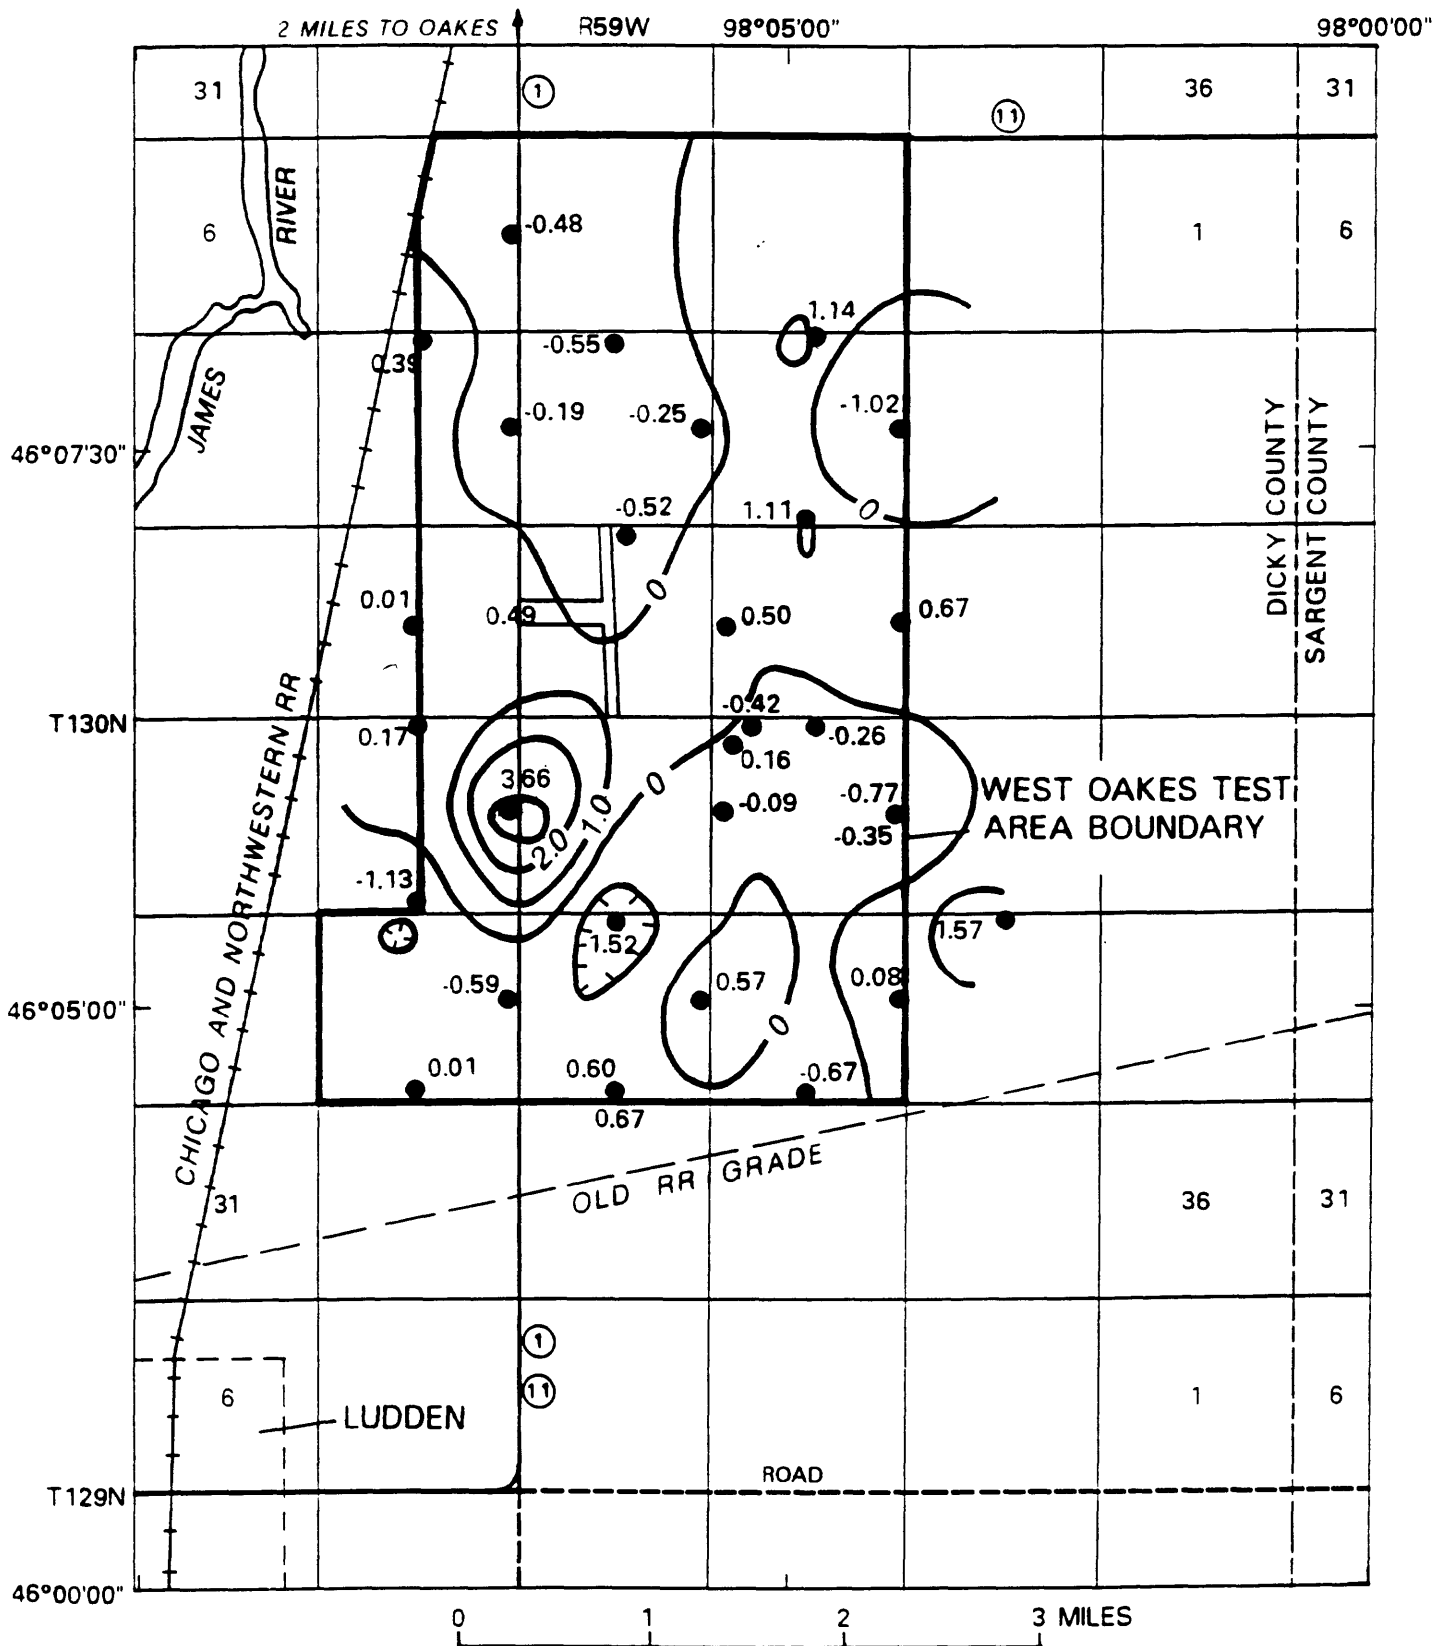 2 MILES TO OAKES R59W 98°05'00" 98°00'00"
31 1 36 31
11
RIVER
6 -0.48 1 6
1.14
-0.55
0.39
JAMES
-0.19 -0.25 -1.02
46°07'30"
DICKY COUNTY
SARGENT COUNTY
-0.52 1.11 0
0
0.01 0.49 0.50 0.67
CHICAGO AND NORTHWESTERN RR
-0.42
T130N
0.17 -0.26
0.16
3.66 0
WEST OAKES TEST
AREA BOUNDARY
1.0 -0.09 -0.77
-0.35
2.0
-1.13
-1.52 1.57
-0.59 0.57 0.08
46°05'00"
0
0.01 0.60 -0.67
0.67
OLD RR GRADE
31 36 31
1
6 11 1 6
LUDDEN
ROAD
T129N
46°00'00"
0 1 2 3 MILES